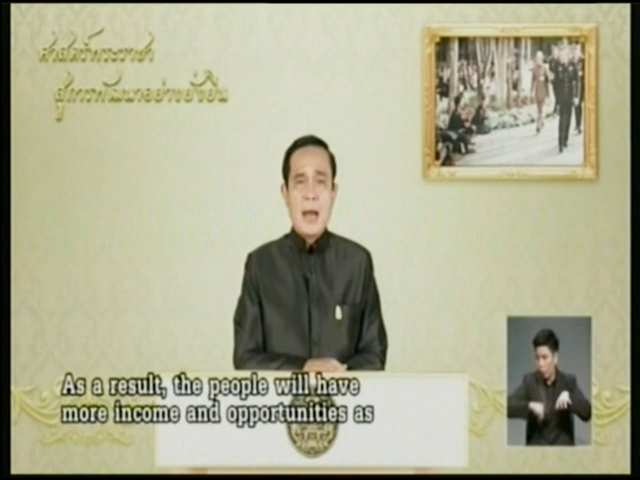 ศาสตร์พระราชา
สู่การพัฒนาอย่างยั่งยืน
As a result, the people will have
more income and opportunities as